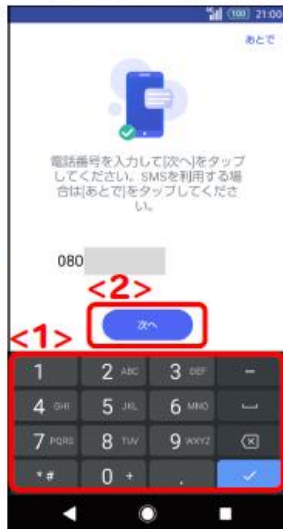 100 21:00
あとで
電話番号を入力して[次へ]をタップ
してください。SMSを利用する場
合は[あとで]をタップしてくださ
い。
080
<2>
次へ
<1>
1 2 ABC 3 DEF -
4 GHI 5 JKL 6 MNO
7 PQRS 8 TUV 9 WXYZ
* # 0 + .